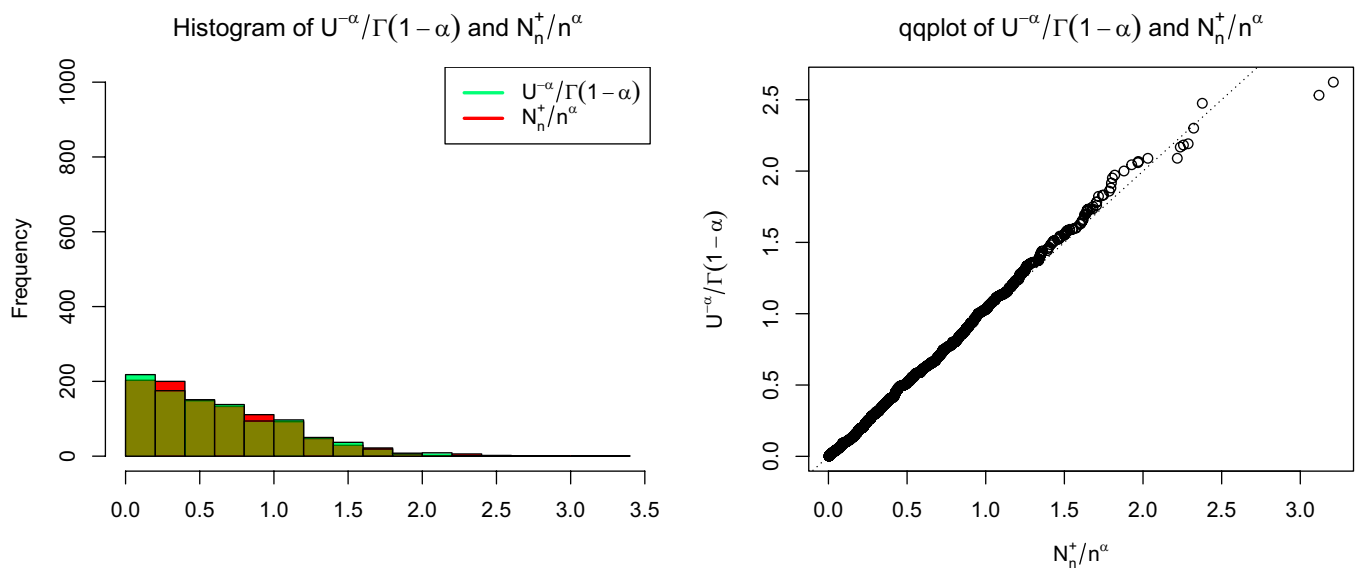 Histogram of U^{-α}/Γ(1 − α) and N_n^+/n^α
Frequency
1000
800
600
400
200
0
U^{-α}/Γ(1 − α)
N_n^+/n^α
0.0 0.5 1.0 1.5 2.0 2.5 3.0 3.5
qqplot of U^{-α}/Γ(1 − α) and N_n^+/n^α
U^{-α}/Γ(1 − α)
2.5
2.0
1.5
1.0
0.5
0.0
0.0 0.5 1.0 1.5 2.0 2.5 3.0
N_n^+/n^α